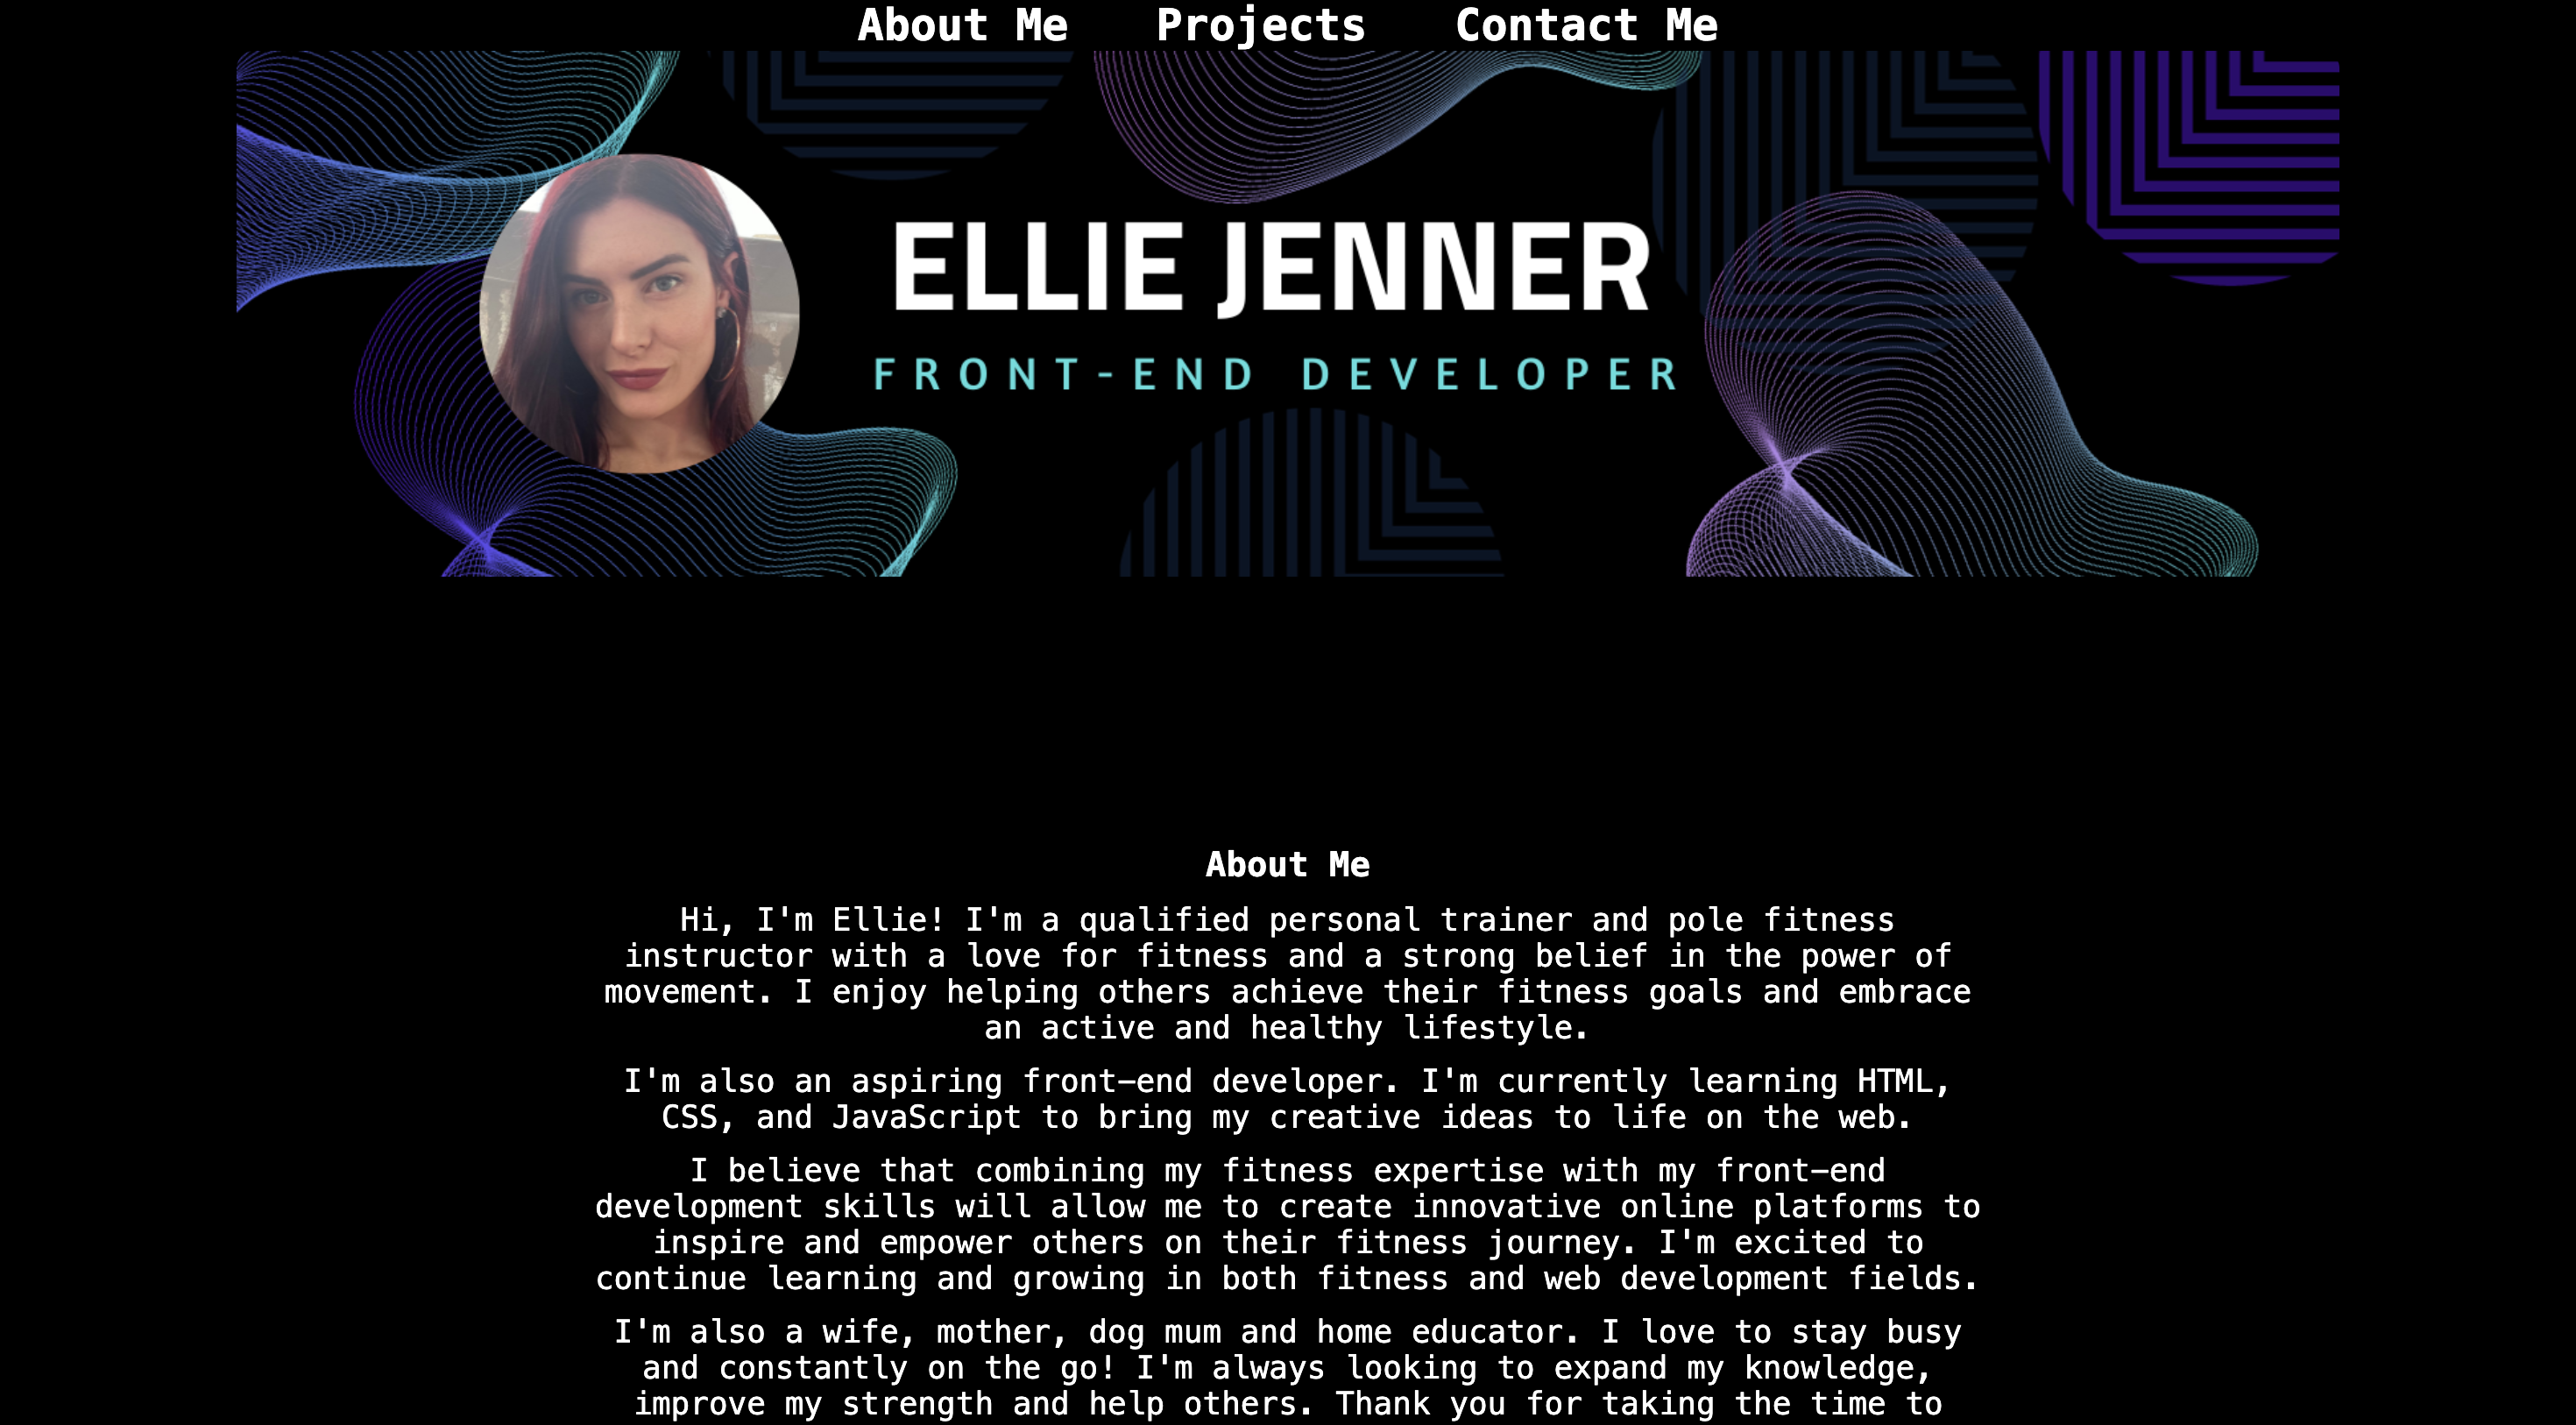 About Me Projects Contact Me
ELLIE JENNER
FRONT-END DEVELOPER
About Me
Hi, I'm Ellie! I'm a qualified personal trainer and pole fitness
instructor with a love for fitness and a strong belief in the power of
movement. I enjoy helping others achieve their fitness goals and embrace
an active and healthy lifestyle.
I'm also an aspiring front-end developer. I'm currently learning HTML,
CSS, and JavaScript to bring my creative ideas to life on the web.
I believe that combining my fitness expertise with my front-end
development skills will allow me to create innovative online platforms to
inspire and empower others on their fitness journey. I'm excited to
continue learning and growing in both fitness and web development fields.
I'm also a wife, mother, dog mum and home educator. I love to stay busy
and constantly on the go! I'm always looking to expand my knowledge,
improve my strength and help others. Thank you for taking the time to